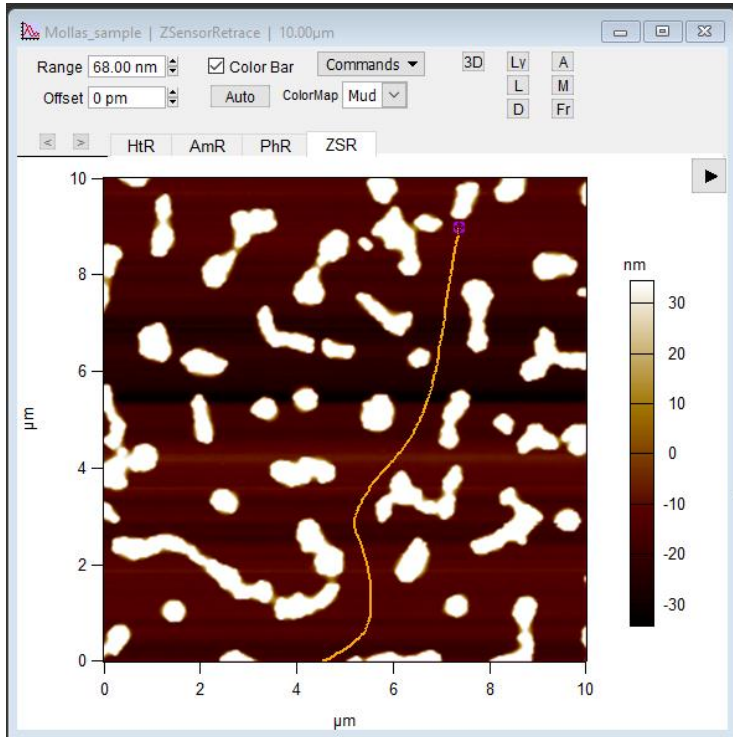 Mollas_sample | ZSensorRetrace | 10.00µm
Range 68.00 nm Color Bar Commands 3D Ly A
Offset 0 pm Auto ColorMap Mud L M
D Fr
< > HtR AmR PhR ZSR
10
8
6
4
2
0
µm
0 2 4 6 8 10
µm
nm
30
20
10
0
-10
-20
-30